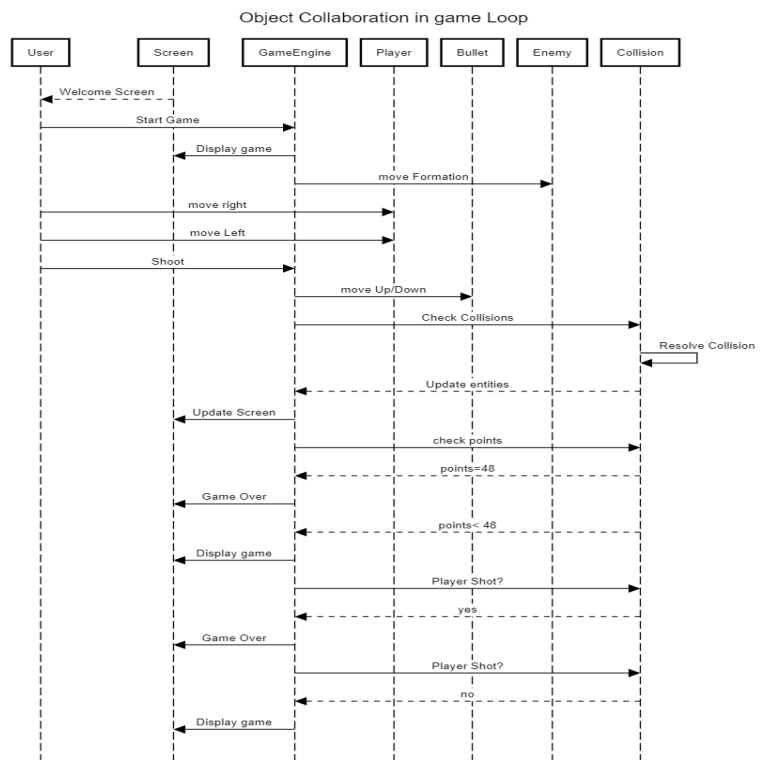 Object Collaboration in game Loop
User Screen GameEngine Player Bullet Enemy Collision
Welcome Screen
Start Game
Display game
move Formation
move right
move Left
Shoot
move Up/Down
Check Collisions
Resolve Collision
Update entities
Update Screen
check points
points=48
Game Over
points< 48
Display game
Player Shot?
yes
Game Over
Player Shot?
no
Display game